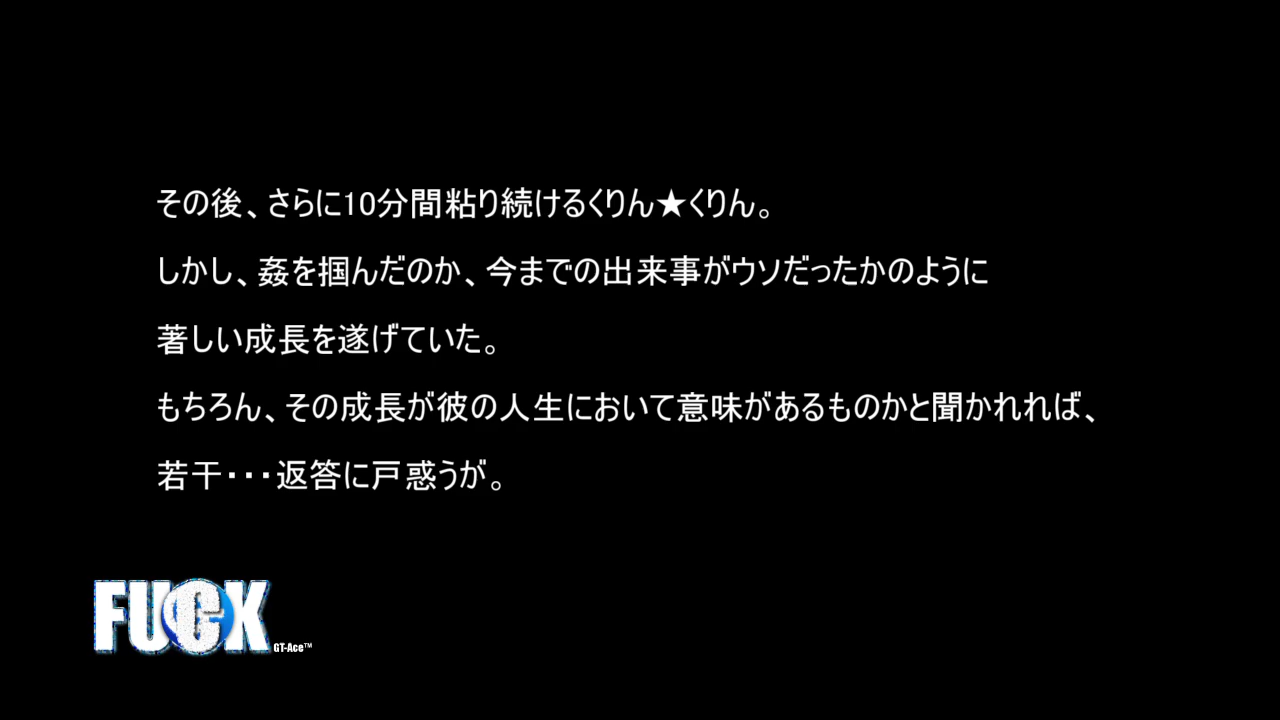 その後、さらに10分間粘り続けるくりん★くりん。
しかし、姦を掴んだのか、今までの出来事がウソだったかのように
著しい成長を遂げていた。
もちろん、その成長が彼の人生において意味があるものかと聞かれれば、
若干・・・返答に戸惑うが。
FUCK
GT-Ace™